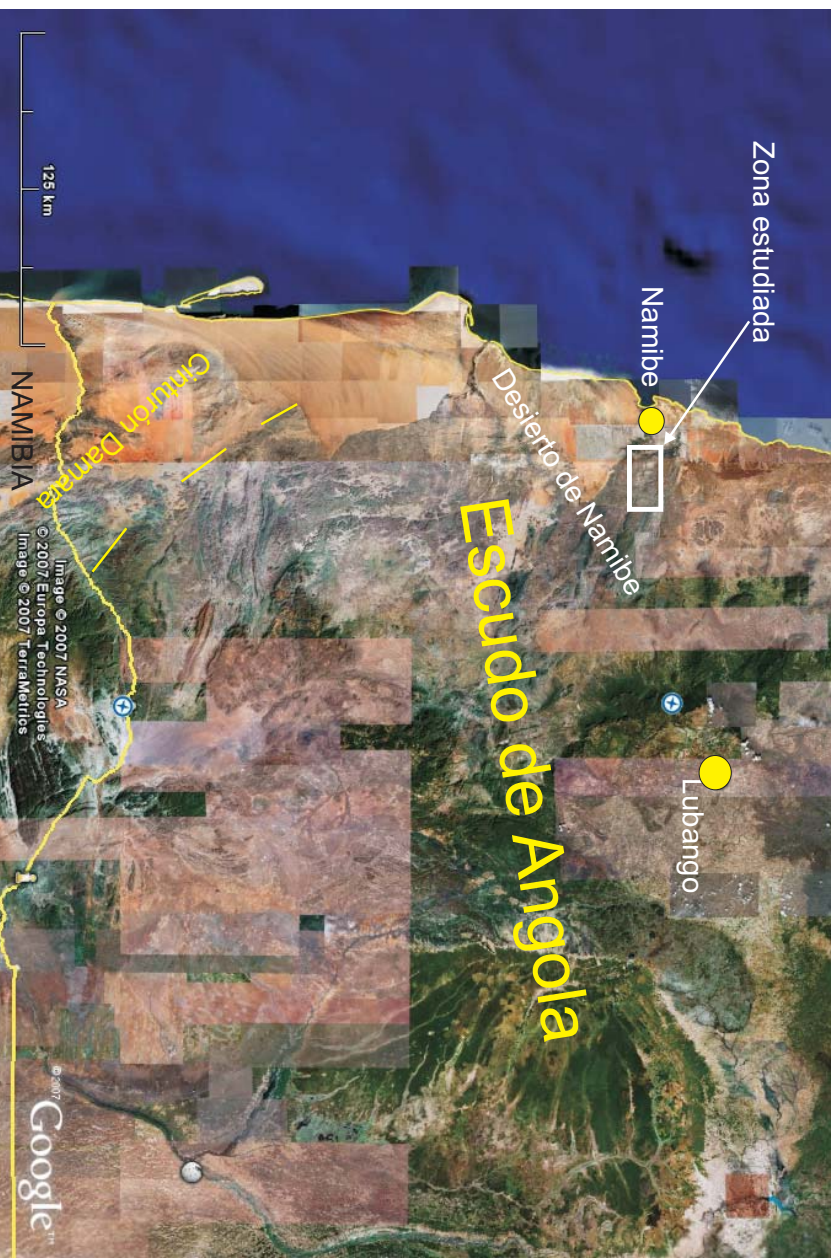 Zona estudiada
Namibe
Lubango
Desierto de Namibe
Escudo de Angola
Cinturón Damara
NAMIBIA
125 km
Image © 2007 NASA
© 2007 Europa Technologies
Image © 2007 TerraMetrics
© 2007
Google™